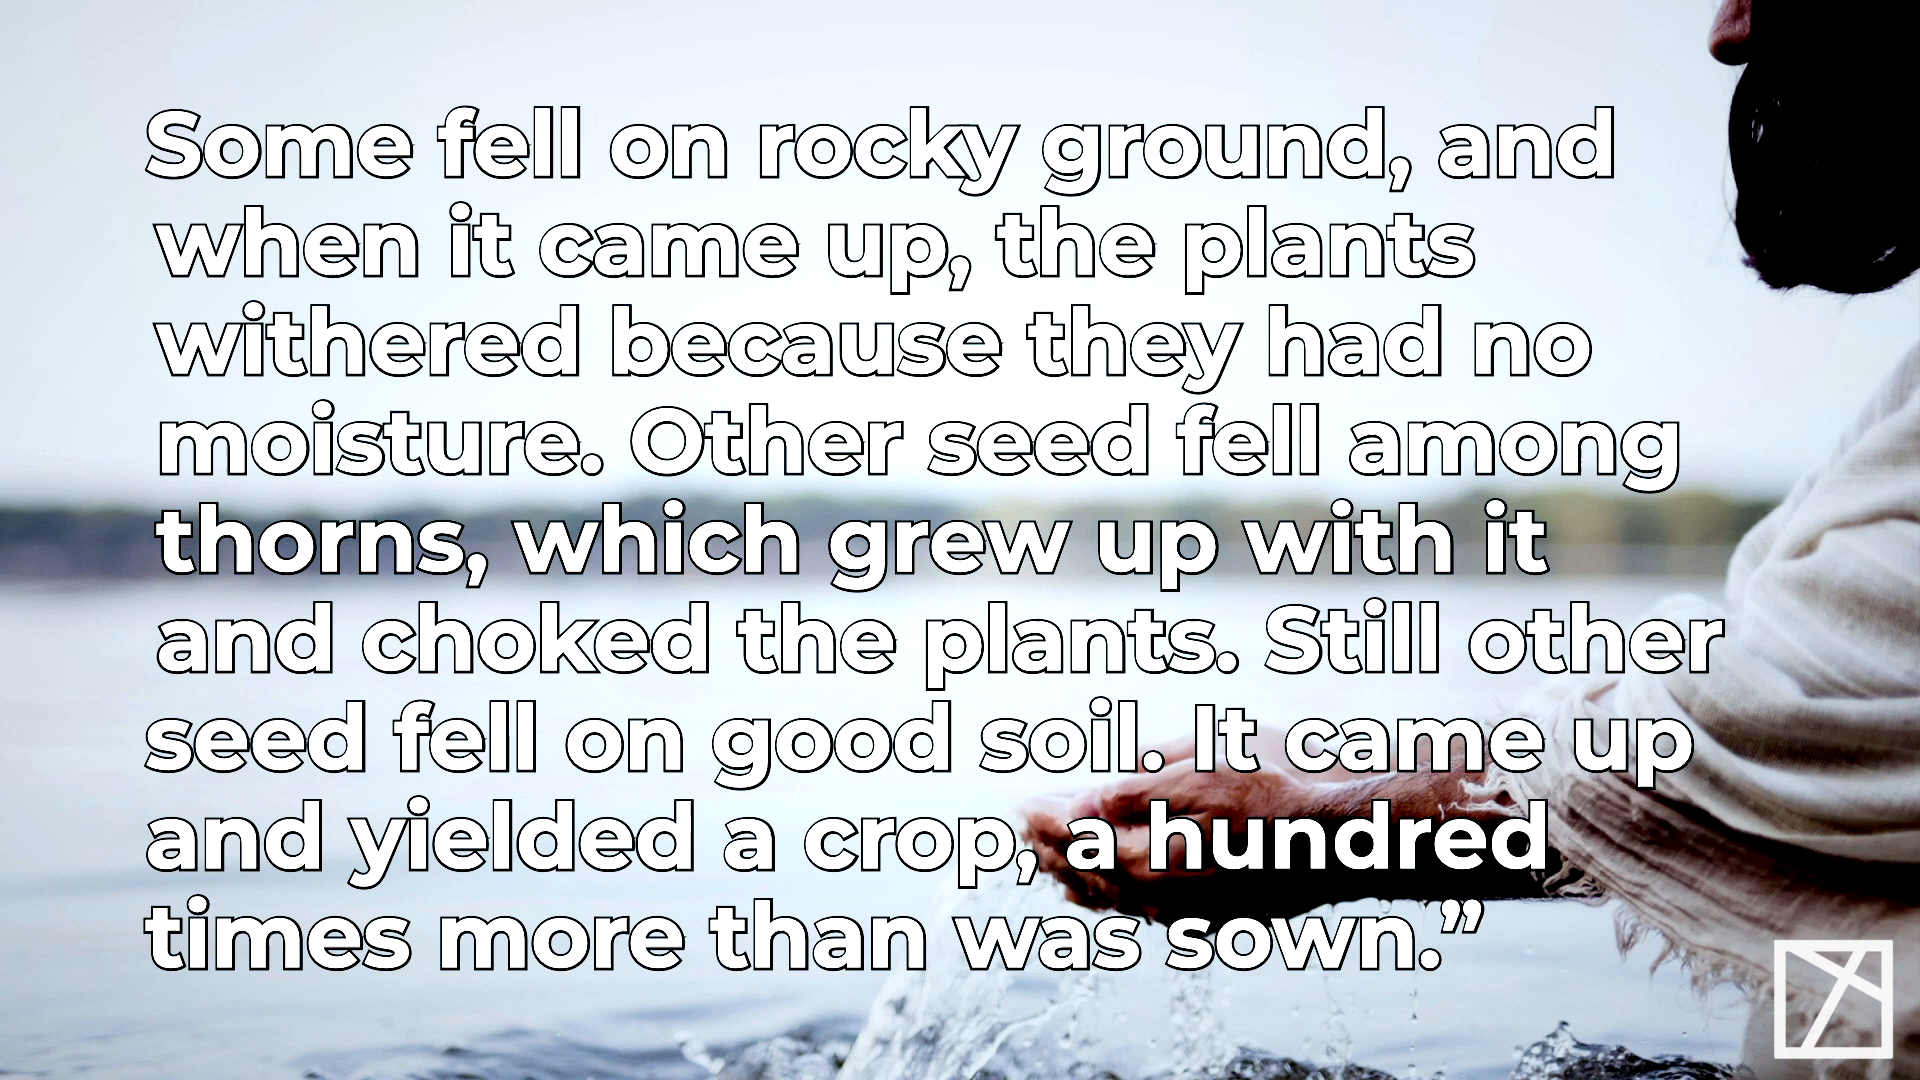 Some fell on rocky ground, and
when it came up, the plants
withered because they had no
moisture. Other seed fell among
thorns, which grew up with it
and choked the plants. Still other
seed fell on good soil. It came up
and yielded a crop, a hundred
times more than was sown.”